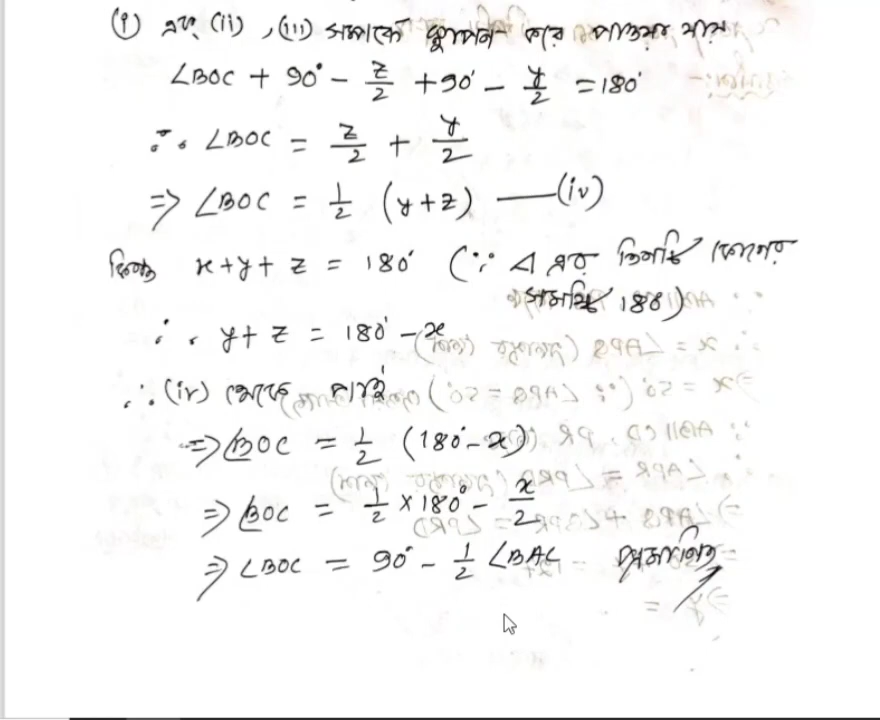 (i) এবং (ii), (iii) সম্পর্কে স্থাপন করে পাওয়া যায়
∠BOC + 90° - z/2 + 90° - y/2 = 180°
∴ ∠BOC = z/2 + y/2
⇒ ∠BOC = 1/2 (y+z) —(iv)
কিন্তু x+y+z = 180° (∵ Δ এর তিনটি কোণের
সমষ্টি 180)
∴ y+z = 180° - x
∴ (iv) থেকে পাই
⇒ ∠BOC = 1/2 (180° - x)
⇒ ∠BOC = 1/2 × 180° - x/2
⇒ ∠BOC = 90° - 1/2 ∠BAC প্রমাণিত